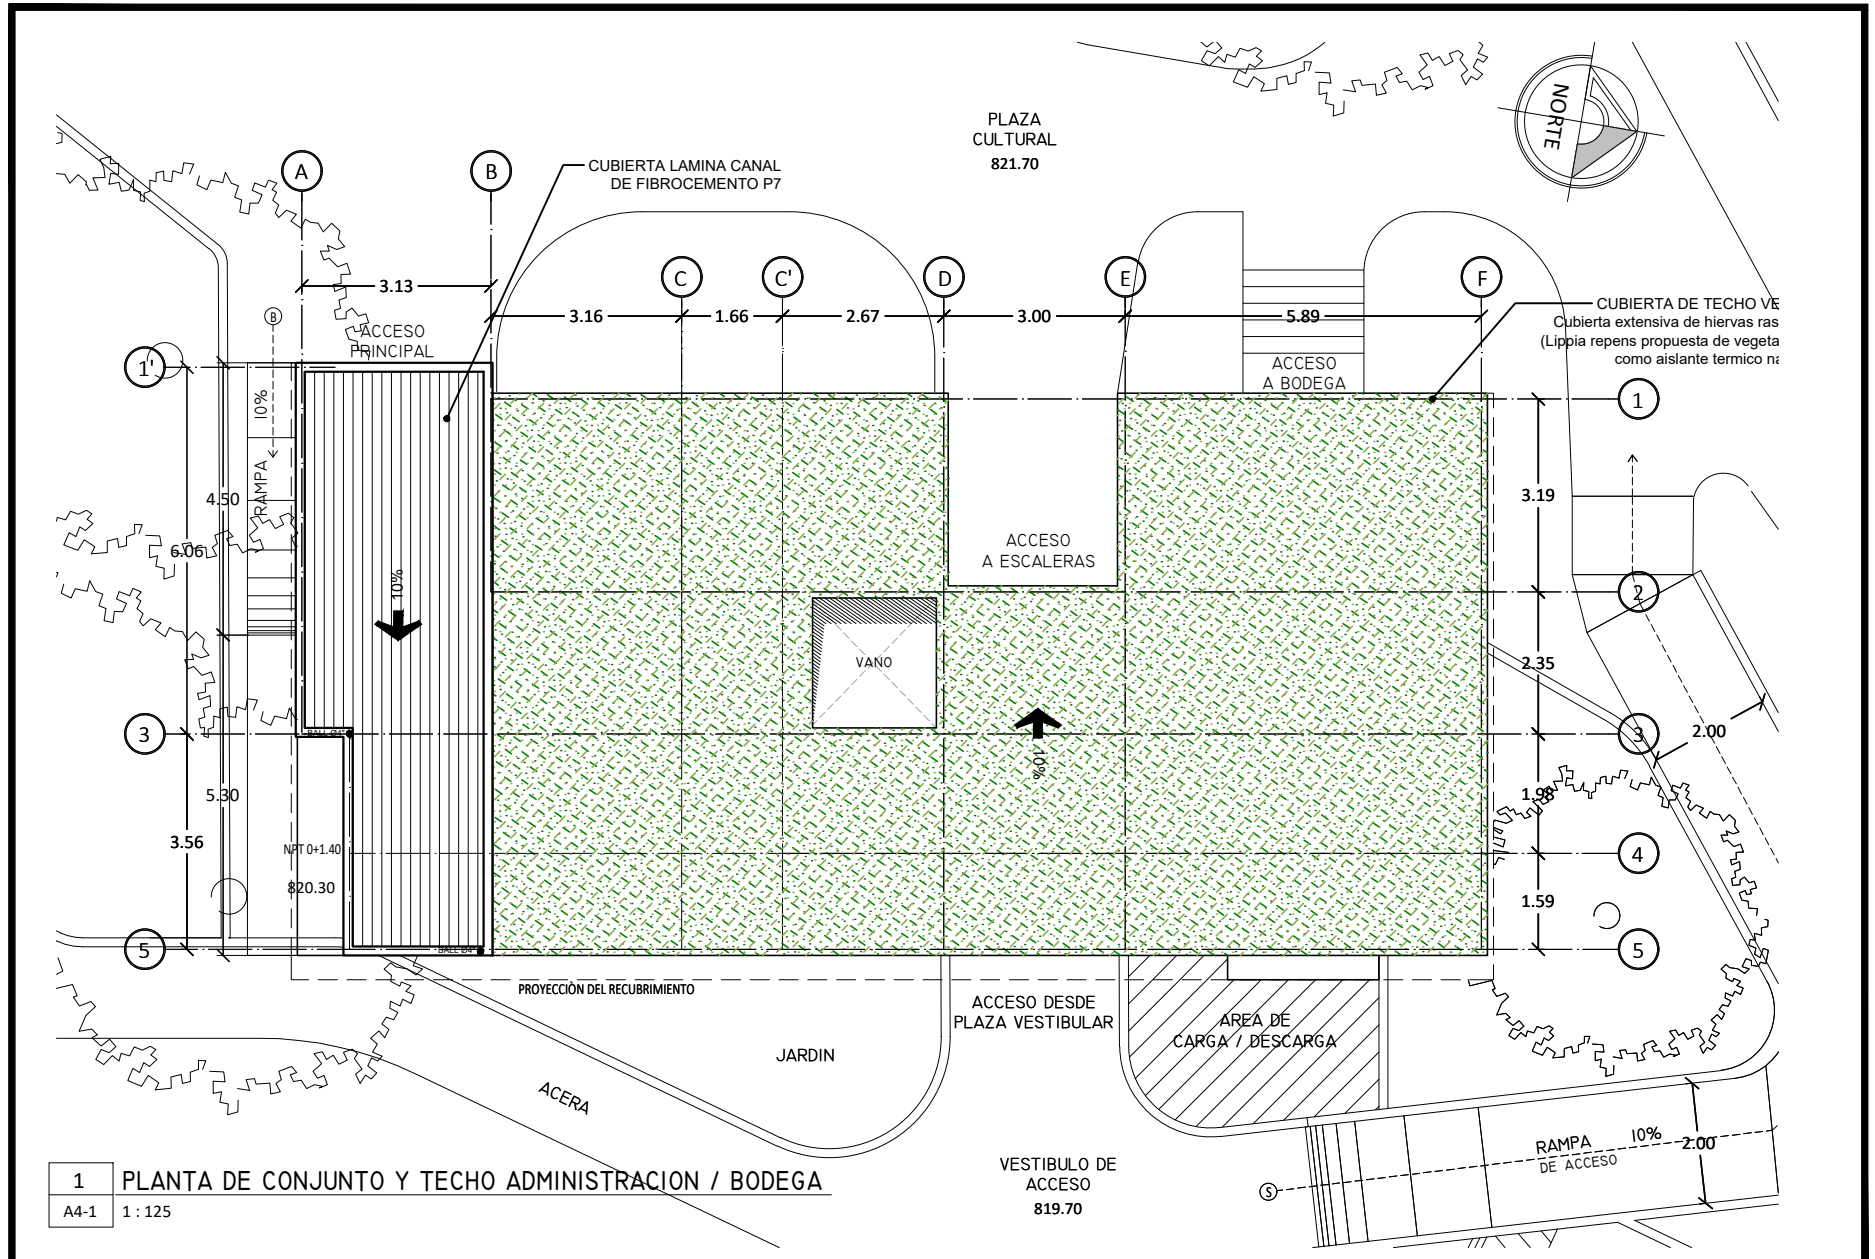 PLAZA
CULTURAL
821.70
NORTE
A
B
CUBIERTA LAMINA CANAL
DE FIBROCEMENTO P7
C
C'
D
E
F
3.13
3.16
1.66
2.67
3.00
5.89
CUBIERTA DE TECHO VE
Cubierta extensiva de hiervas ras
(Lippia repens propuesta de vegeta
como aislante termico na
B
ACCESO
PRINCIPAL
ACCESO
A BODEGA
1'
1
10%
RAMPA
4.50
6.06
3.19
ACCESO
A ESCALERAS
10%
2
VANO
2.35
3
BALL Ø4"
10%
3
2.00
5.30
1.98
3.56
NPT 0+1.40
820.30
4
1.59
5
BALL Ø4"
5
PROYECCIÒN DEL RECUBRIMIENTO
ACCESO DESDE
PLAZA VESTIBULAR
AREA DE
CARGA / DESCARGA
JARDIN
ACERA
VESTIBULO DE
ACCESO
819.70
S
RAMPA 10%
DE ACCESO
2.00
1 PLANTA DE CONJUNTO Y TECHO ADMINISTRACION / BODEGA
A4-1 1 : 125